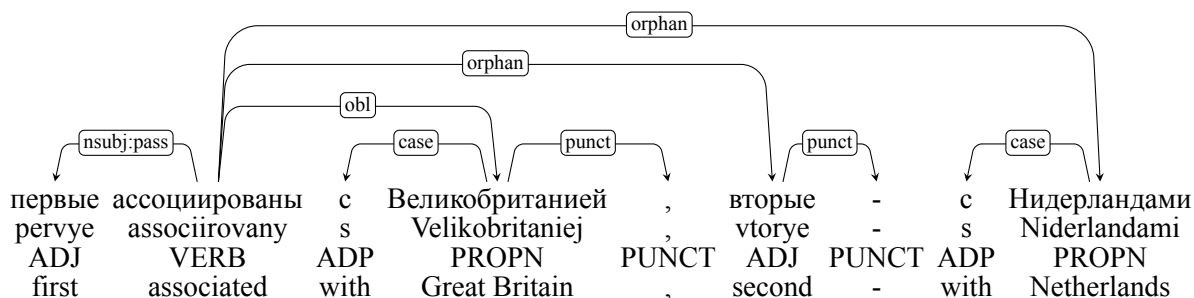 orphan
orphan
obl
nsubj:pass case punct punct case
первые ассоциированы с Великобританией , вторые - с Нидерландами
pervye associirovany s Velikobritaniej , vtorye - s Niderlandami
ADJ VERB ADP PROPN PUNCT ADJ PUNCT ADP PROPN
first associated with Great Britain , second - with Netherlands